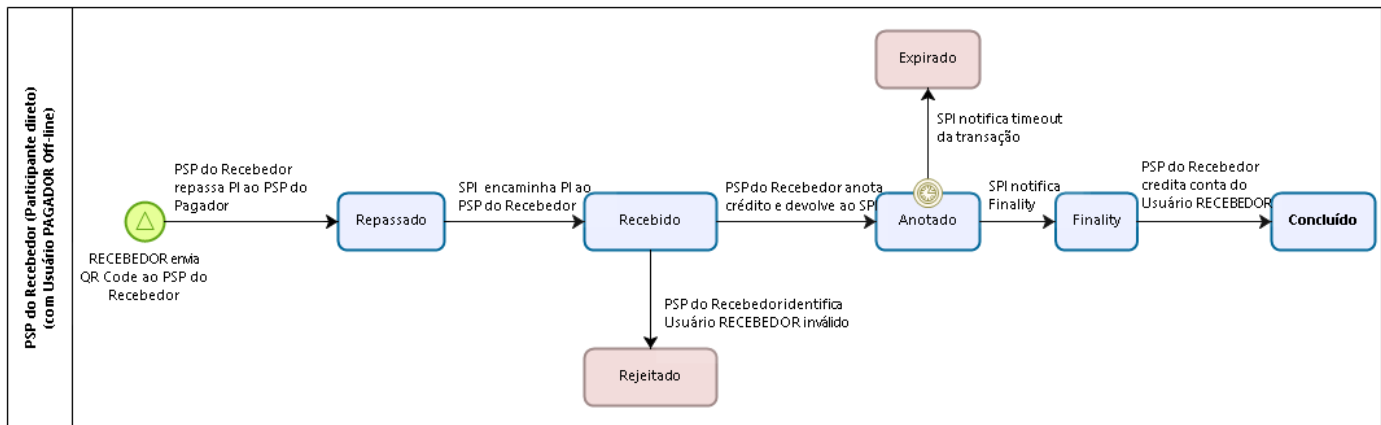 PSP do Recebedor (Participante direto)
(com Usuário PAGADOR Off-line)
RECEBEDOR envia
QR Code ao PSP do
Recebedor
PSP do Recebedor
repassa PI ao PSP do
Pagador
Repassado
SPI encaminha PI ao
PSP do Recebedor
Recebido
PSP do Recebedor identifica
Usuário RECEBEDOR inválido
Rejeitado
PSP do Recebedor anota
crédito e devolve ao SPI
Anotado
SPI notifica timeout
da transação
Expirado
SPI notifica
Finality
Finality
PSP do Recebedor
credita conta do
Usuário RECEBEDOR
Concluído